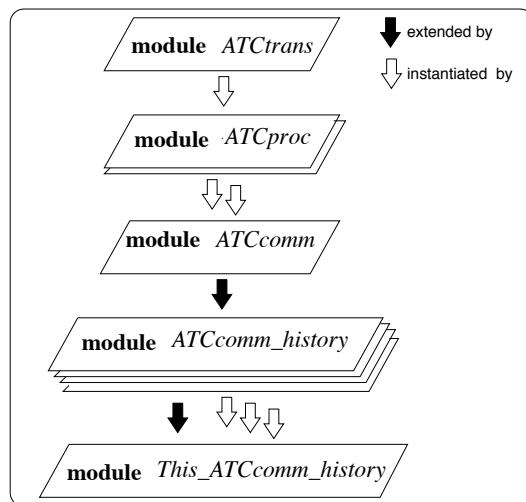 module ATCtrans
extended by
instantiated by
module ATCproc
module ATCcomm
module ATCcomm_history
module This_ATCcomm_history